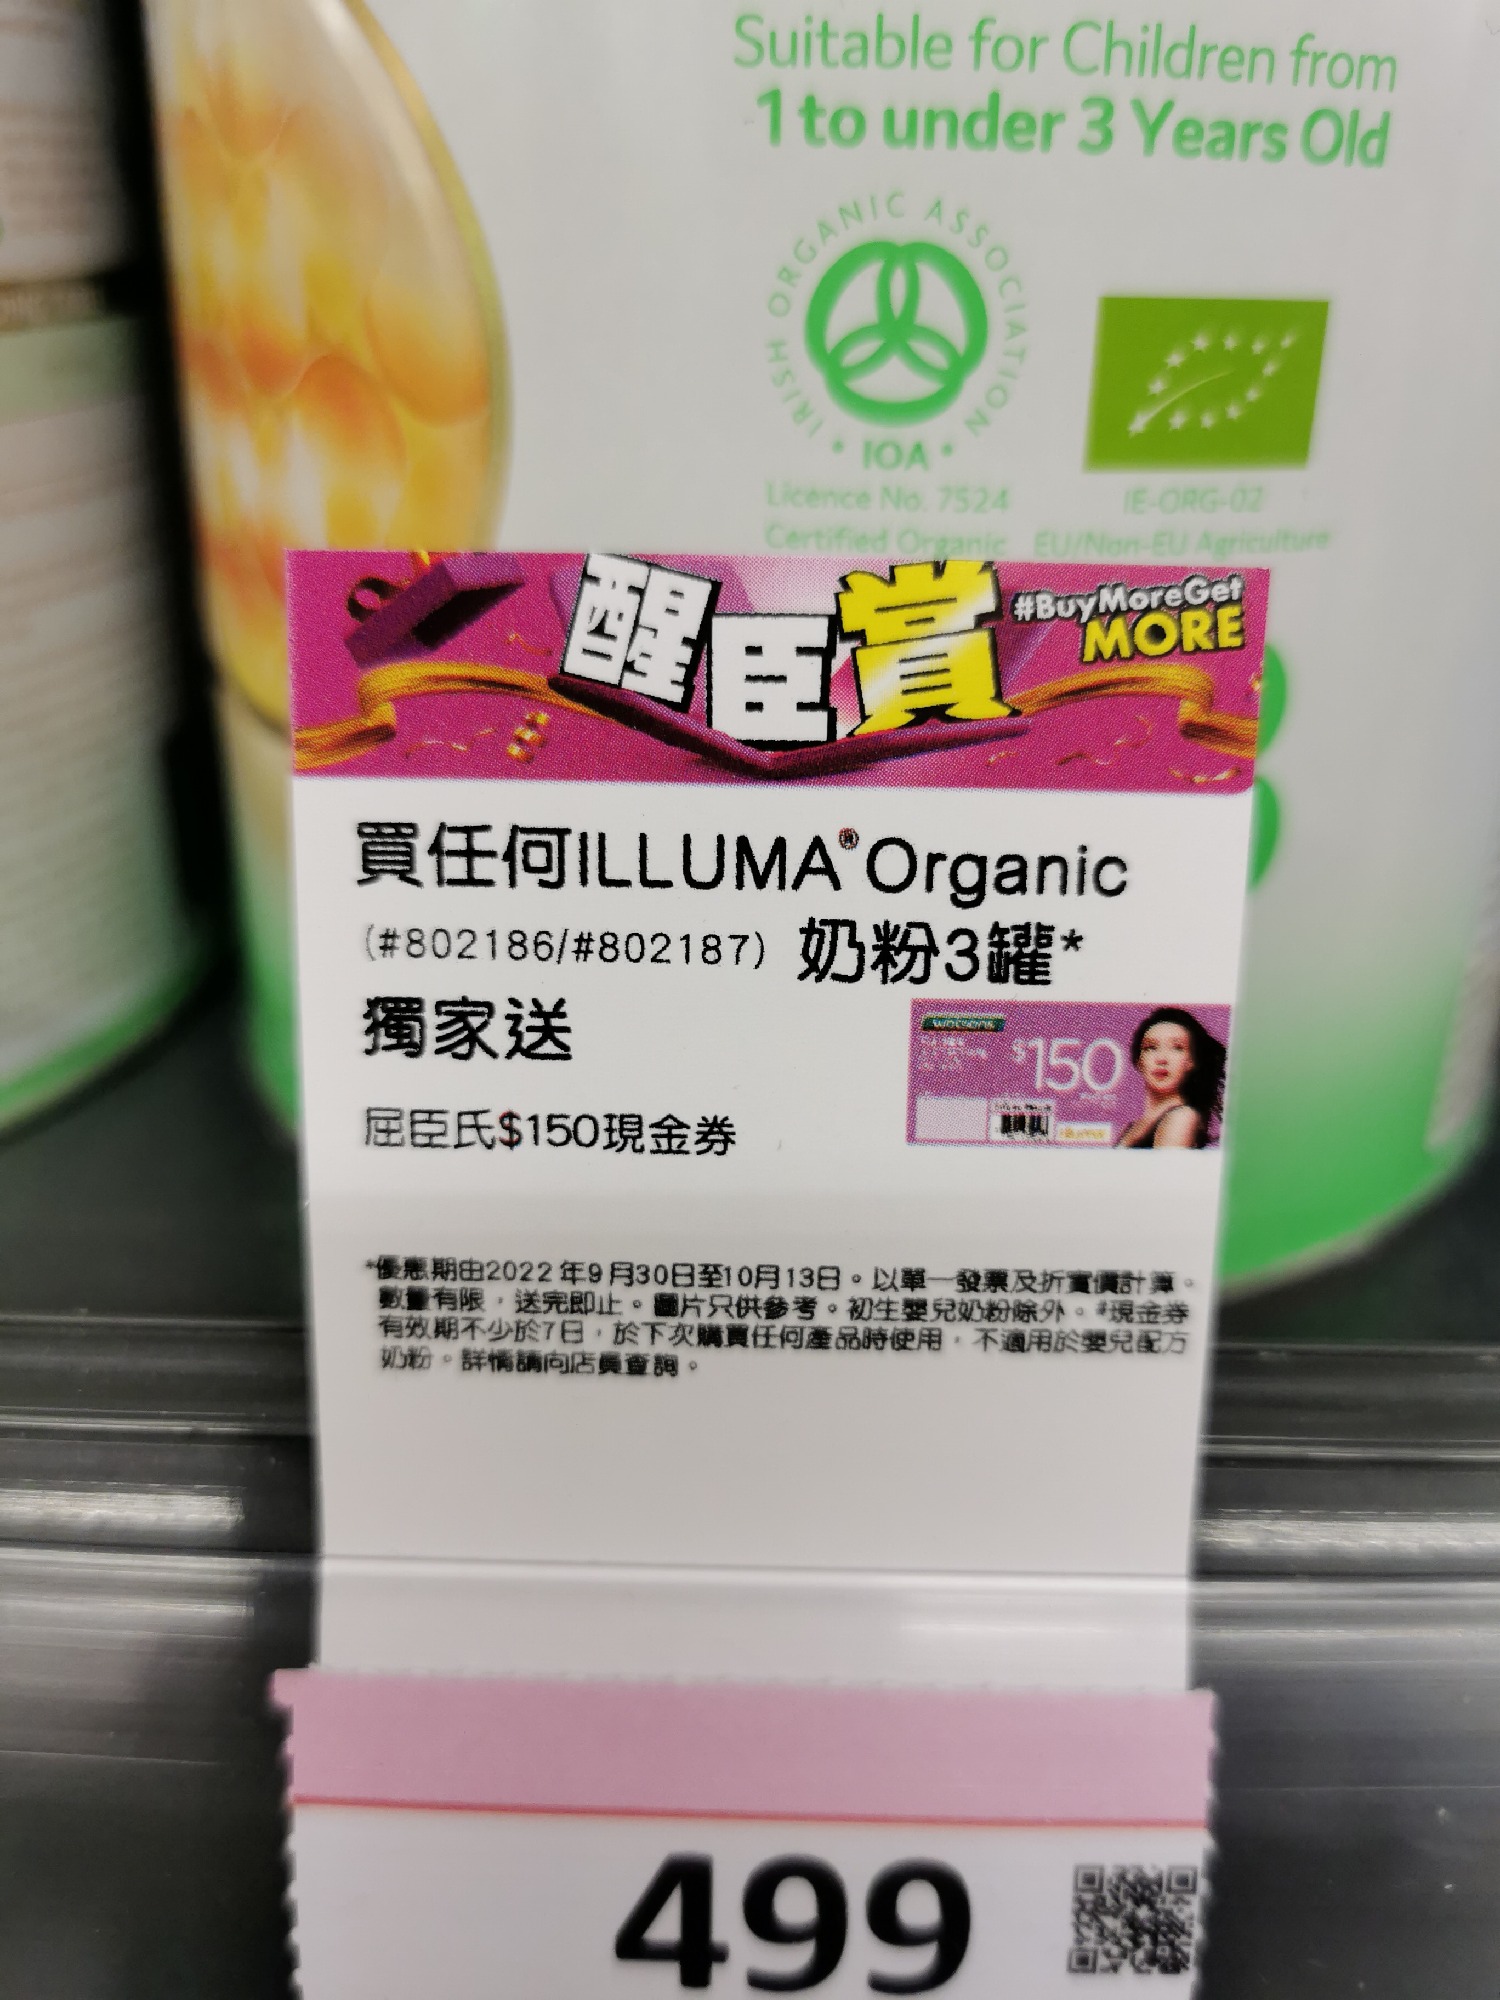 Suitable for Children from
1 to under 3 Years Old
IRISH ORGANIC ASSOCIATION
• IOA •
Licence No. 7524
Certified Organic
IE-ORG-02
EU/Non-EU Agriculture
醒臣賞
#BuyMoreGet
MORE
買任何ILLUMA®Organic
(#802186/#802187) 奶粉3罐*
獨家送
屈臣氏$150現金券
watsons
$150
*優惠期由2022年9月30日至10月13日。以單一發票及折實價計算。
數量有限，送完即止。圖片只供參考。初生嬰兒奶粉除外。#現金券
有效期不少於7日，於下次購買任何產品時使用，不適用於嬰兒配方
奶粉。詳情請向店員查詢。
499